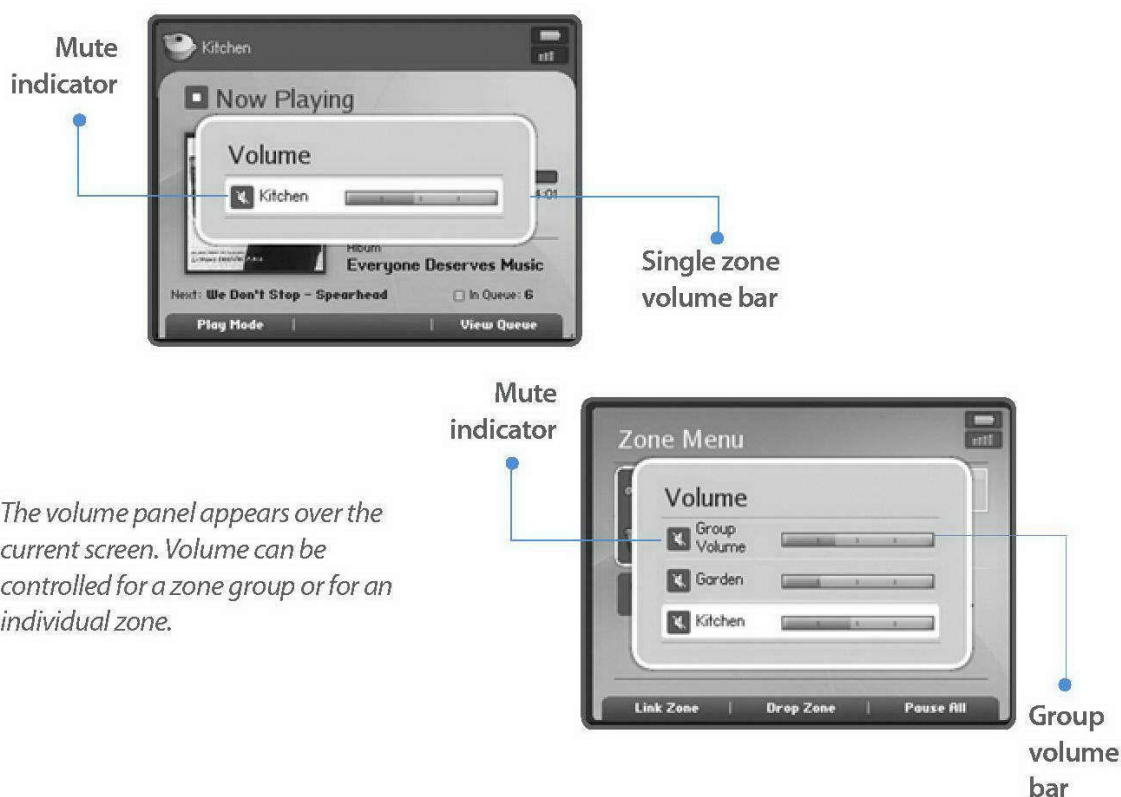 Mute
indicator
Kitchen
Now Playing
Volume
Kitchen
4:01
Album
Everyone Deserves Music
Next: We Don't Stop - Spearhead
In Queue: 6
Play Mode | | View Queue
Single zone
volume bar
Mute
indicator
Zone Menu
Volume
Group
Volume
Garden
Kitchen
Link Zone | Drop Zone | Pause All
Group
volume
bar
The volume panel appears over the
current screen. Volume can be
controlled for a zone group or for an
individual zone.